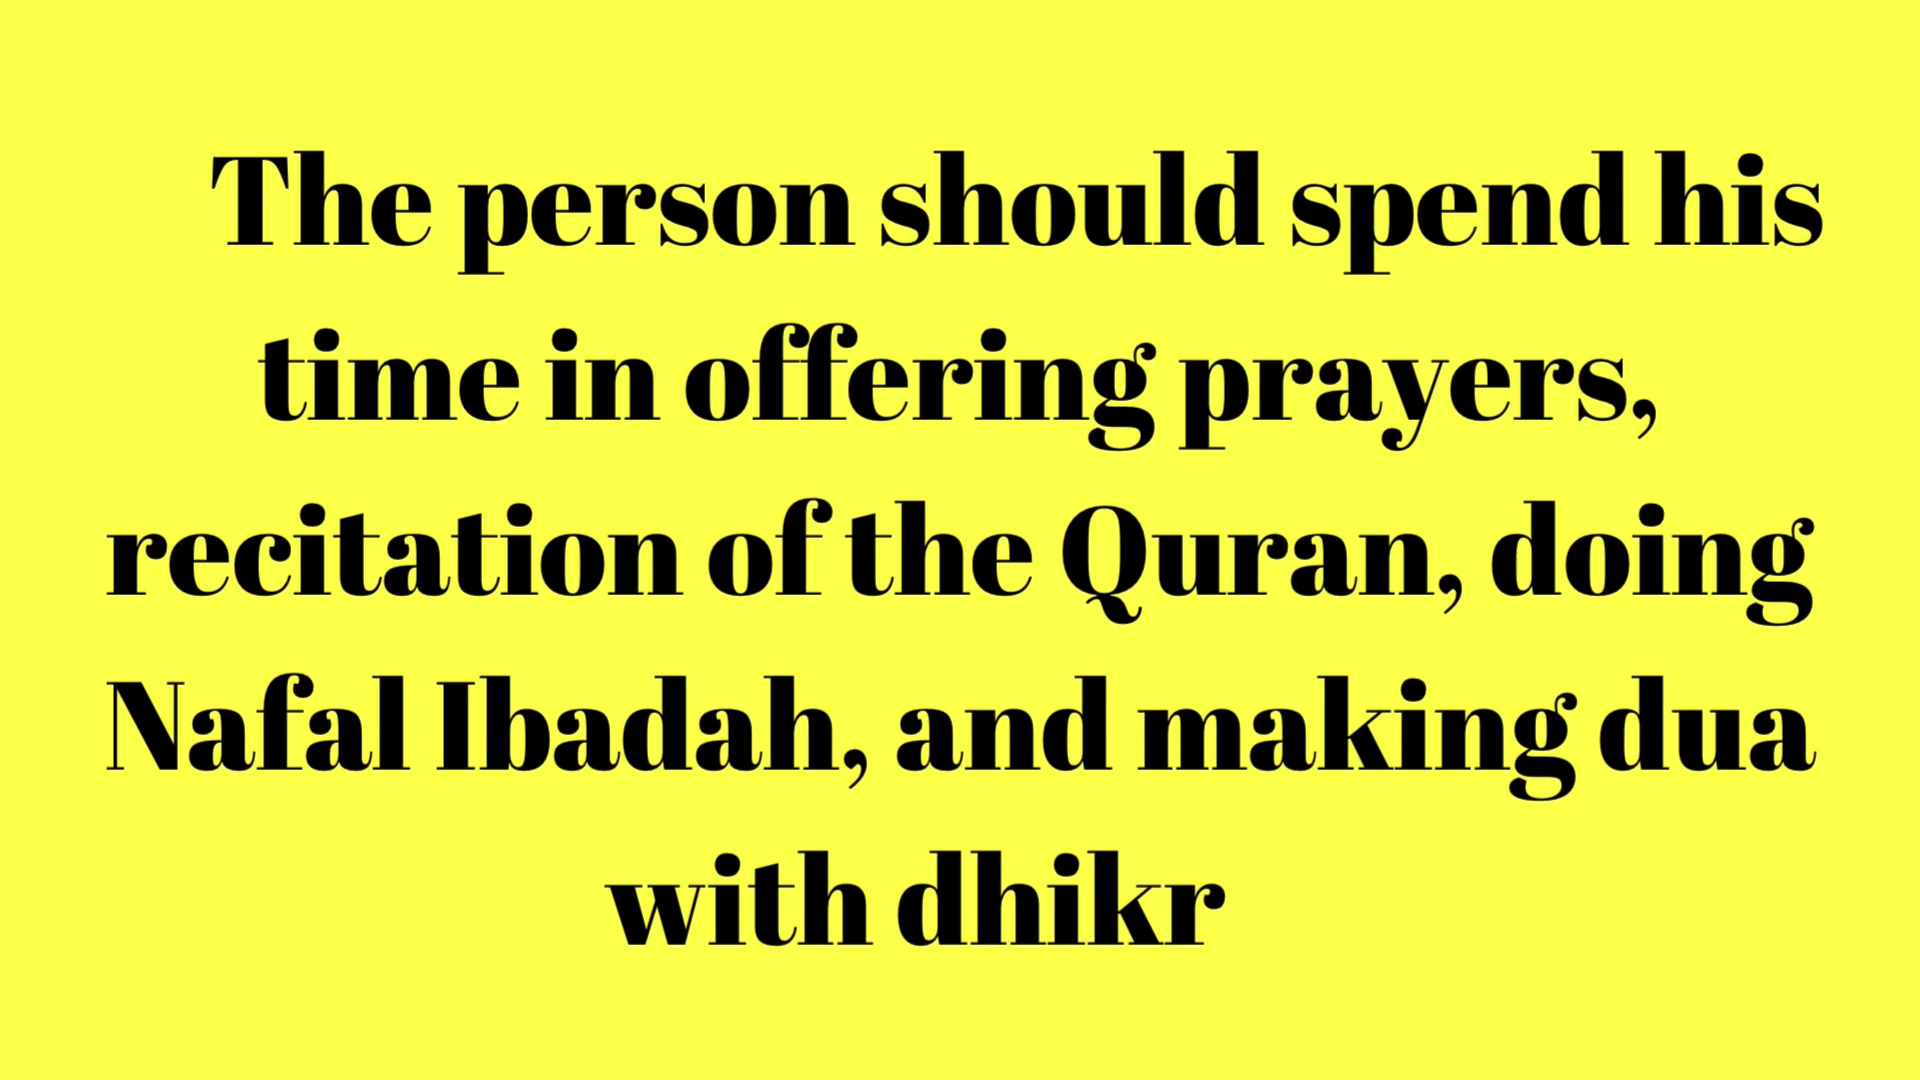 The person should spend his
time in offering prayers,
recitation of the Quran, doing
Nafal Ibadah, and making dua
with dhikr